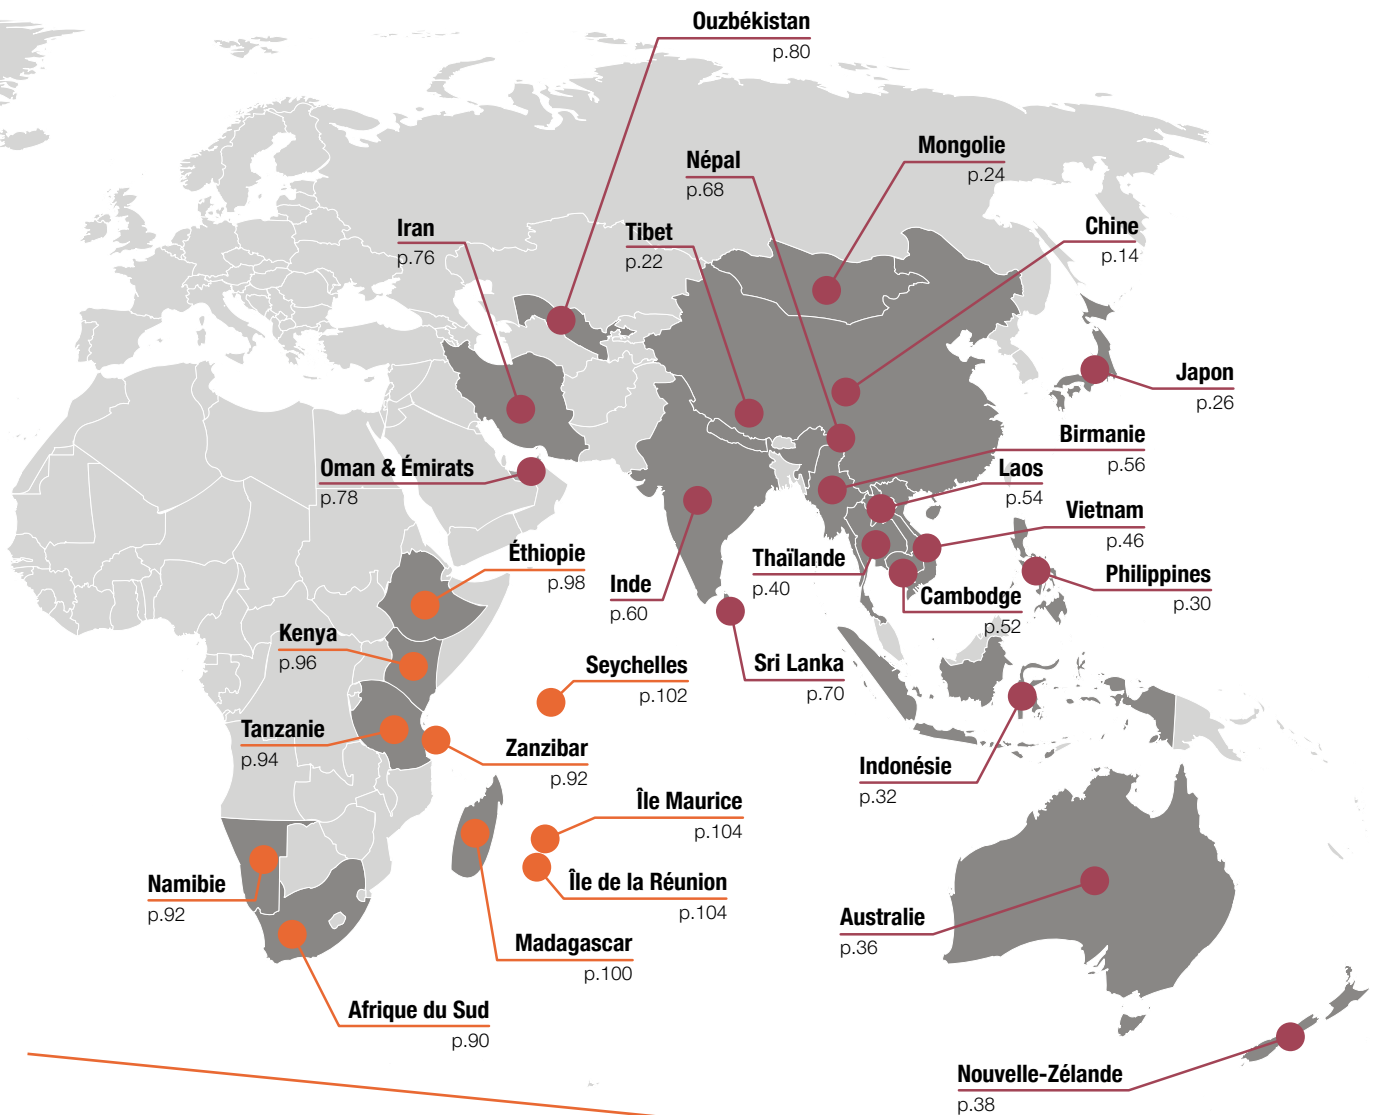 Ouzbékistan
p.80
Mongolie
p.24
Népal
p.68
Chine
p.14
Iran
p.76
Tibet
p.22
Japon
p.26
Birmanie
p.56
Oman & Émirats
p.78
Laos
p.54
Vietnam
p.46
Éthiopie
p.98
Thaïlande
p.40
Philippines
p.30
Inde
p.60
Cambodge
p.52
Kenya
p.96
Seychelles
p.102
Sri Lanka
p.70
Tanzanie
p.94
Zanzibar
p.92
Indonésie
p.32
Île Maurice
p.104
Namibie
p.92
Île de la Réunion
p.104
Australie
p.36
Madagascar
p.100
Afrique du Sud
p.90
Nouvelle-Zélande
p.38